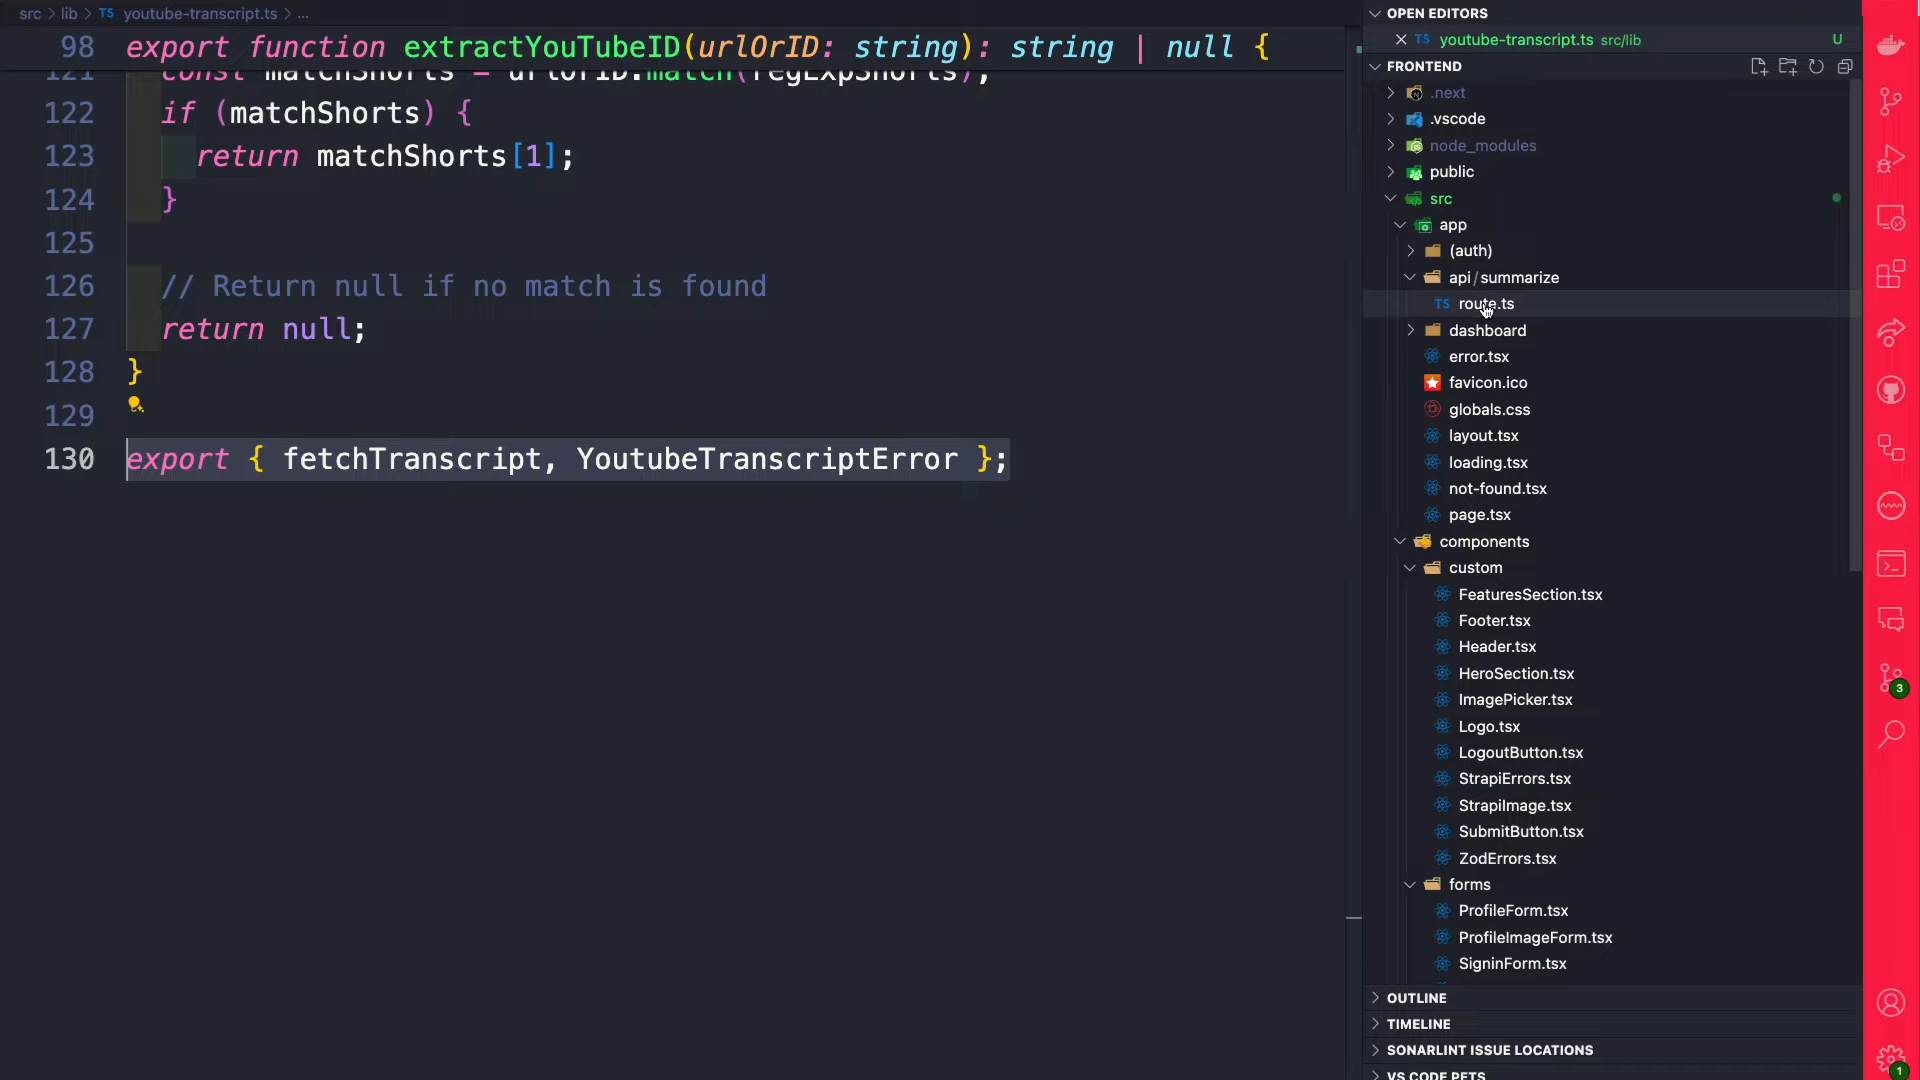 src > lib > TS youtube-transcript.ts > ...
98 export function extractYouTubeID(urlOrID: string): string | null {
121 const matchShorts = urlOrID.match(regExpShorts);
122 if (matchShorts) {
123 return matchShorts[1];
124 }
125
126 // Return null if no match is found
127 return null;
128 }
129
130 export { fetchTranscript, YoutubeTranscriptError };
OPEN EDITORS
TS youtube-transcript.ts src/lib U
FRONTEND
.next
.vscode
node_modules
public
src
app
(auth)
api/summarize
TS route.ts
dashboard
error.tsx
favicon.ico
globals.css
layout.tsx
loading.tsx
not-found.tsx
page.tsx
components
custom
FeaturesSection.tsx
Footer.tsx
Header.tsx
HeroSection.tsx
ImagePicker.tsx
Logo.tsx
LogoutButton.tsx
StrapiErrors.tsx
StrapiImage.tsx
SubmitButton.tsx
ZodErrors.tsx
forms
ProfileForm.tsx
ProfileImageForm.tsx
SigninForm.tsx
OUTLINE
TIMELINE
SONARLINT ISSUE LOCATIONS
VS CODE PETS
3
1